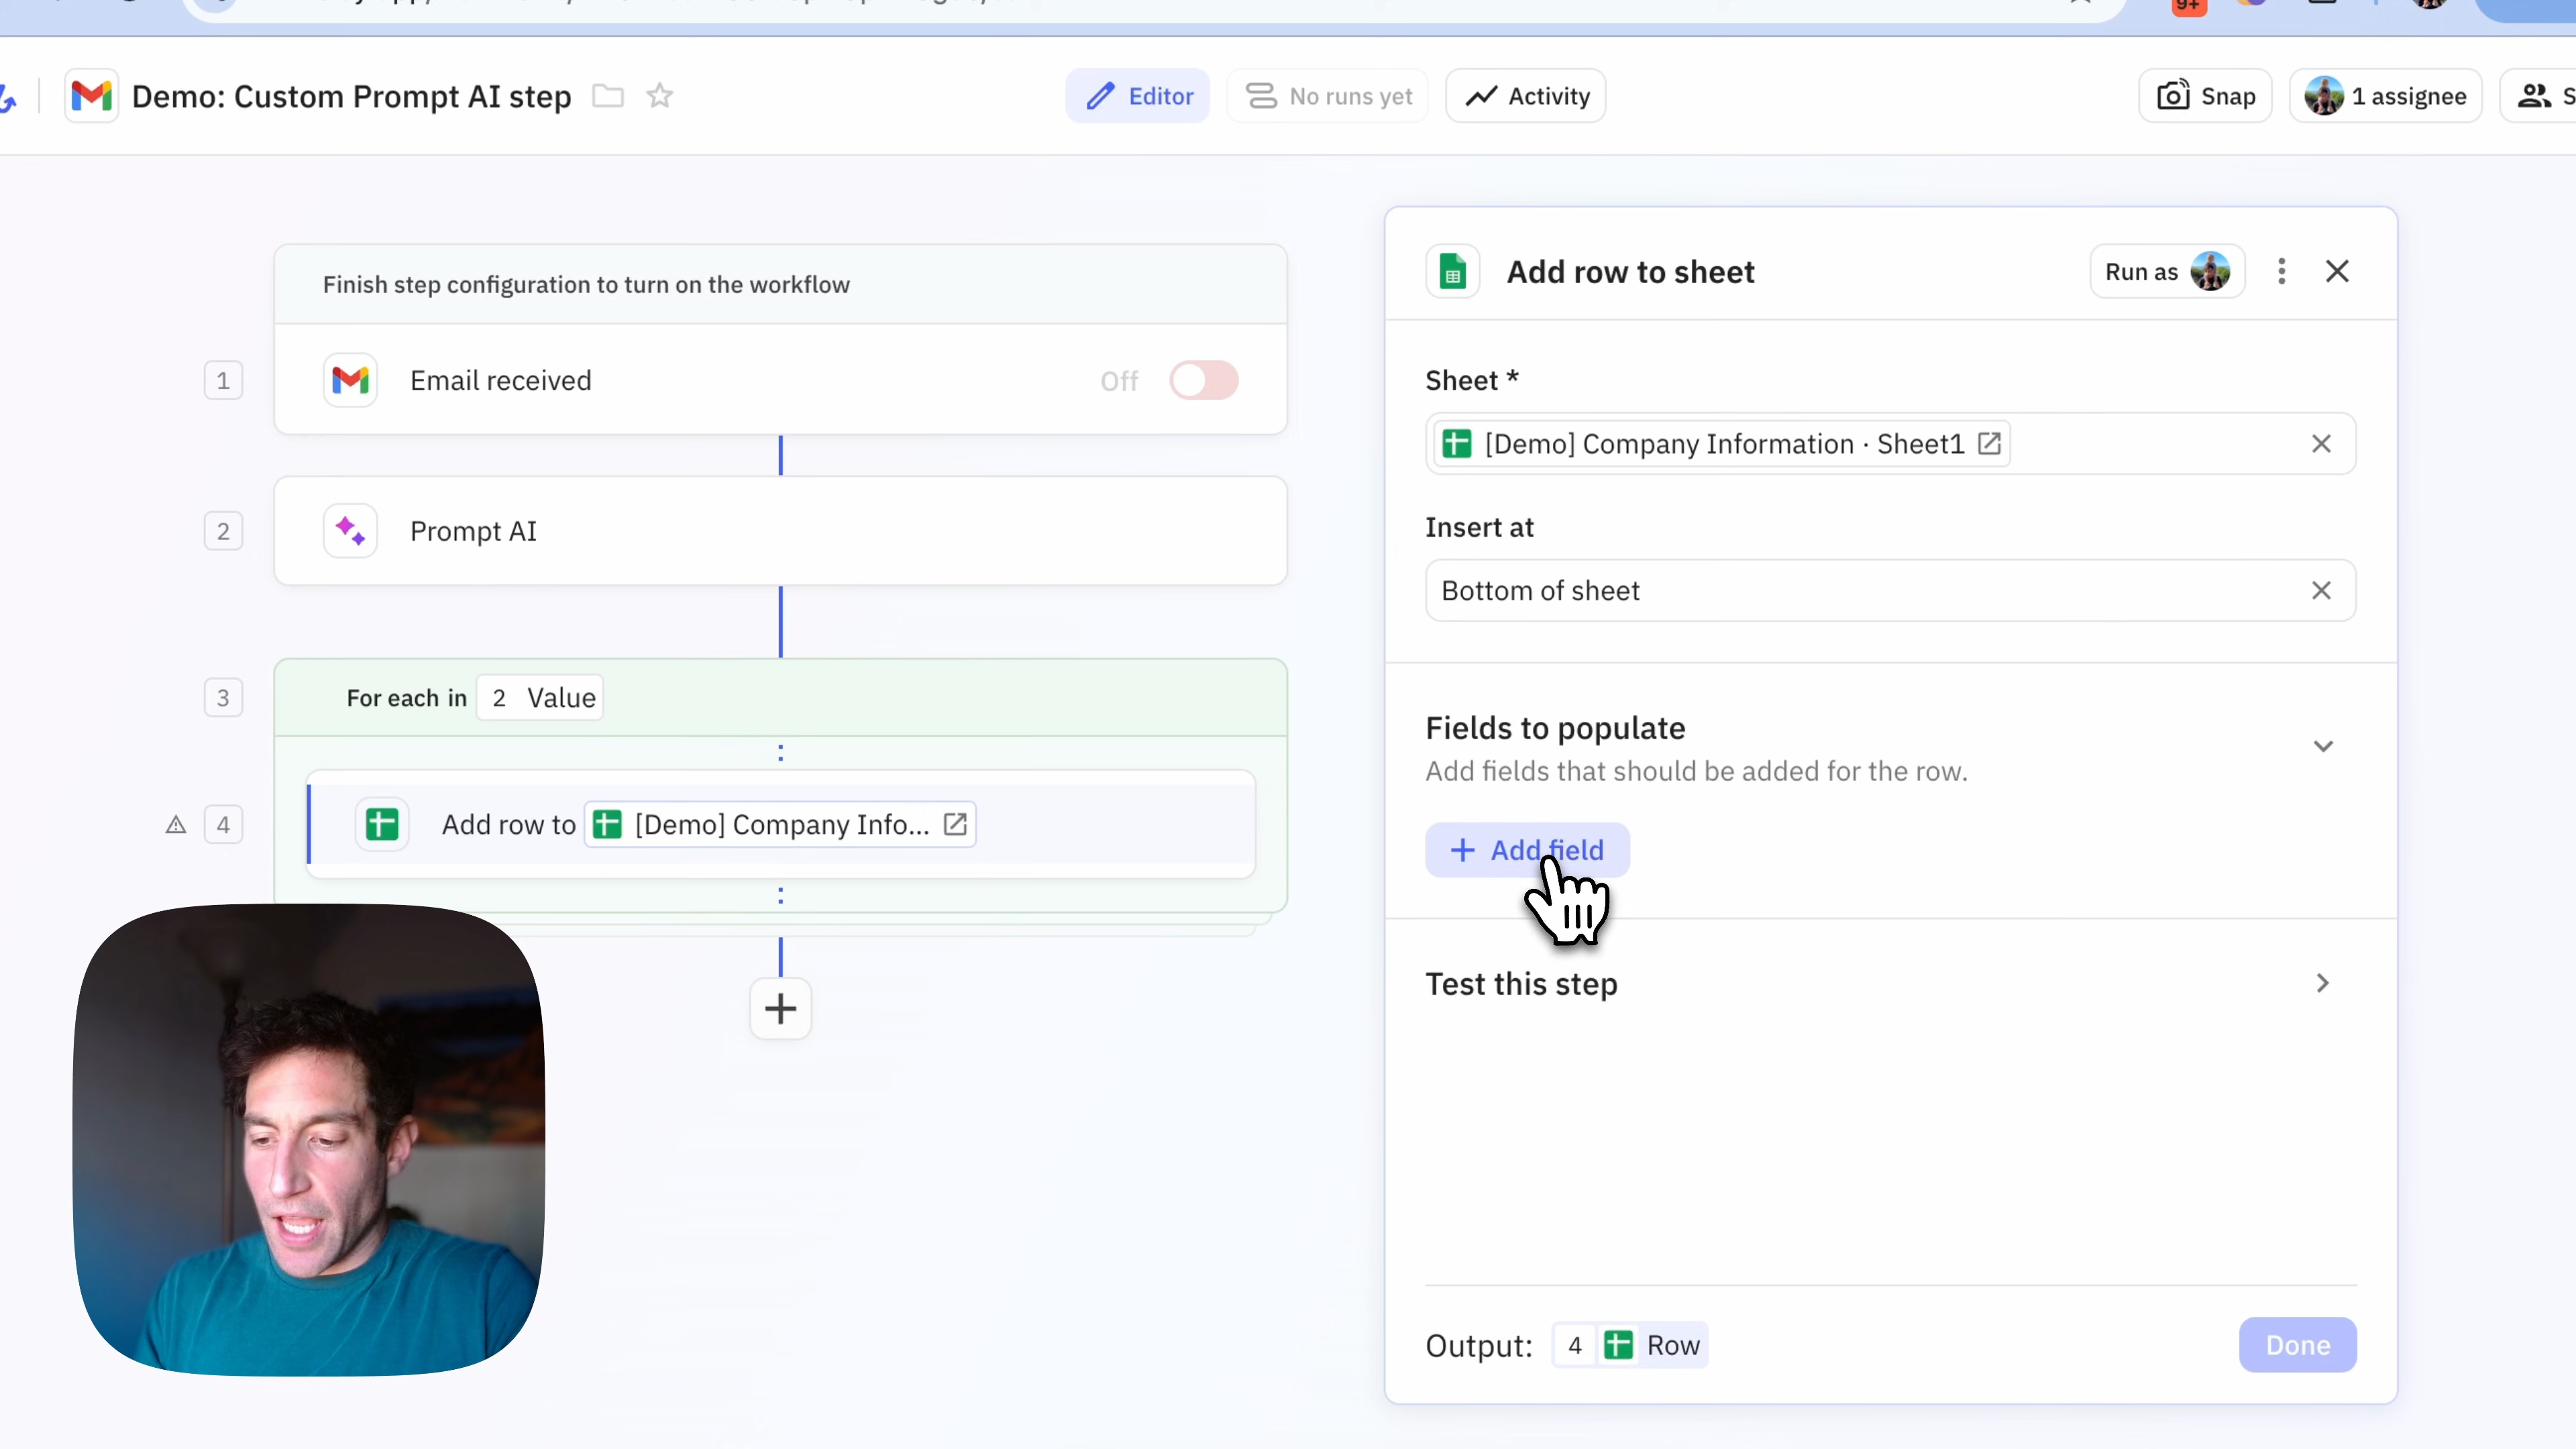 9+
Demo: Custom Prompt AI step
Editor
No runs yet
Activity
Snap
1 assignee
Finish step configuration to turn on the workflow
1
Email received
Off
2
Prompt AI
3
For each in 2 Value
4
Add row to [Demo] Company Info...
Add row to sheet
Run as
Sheet *
[Demo] Company Information · Sheet1
Insert at
Bottom of sheet
Fields to populate
Add fields that should be added for the row.
+ Add field
Test this step
Output: 4 Row
Done